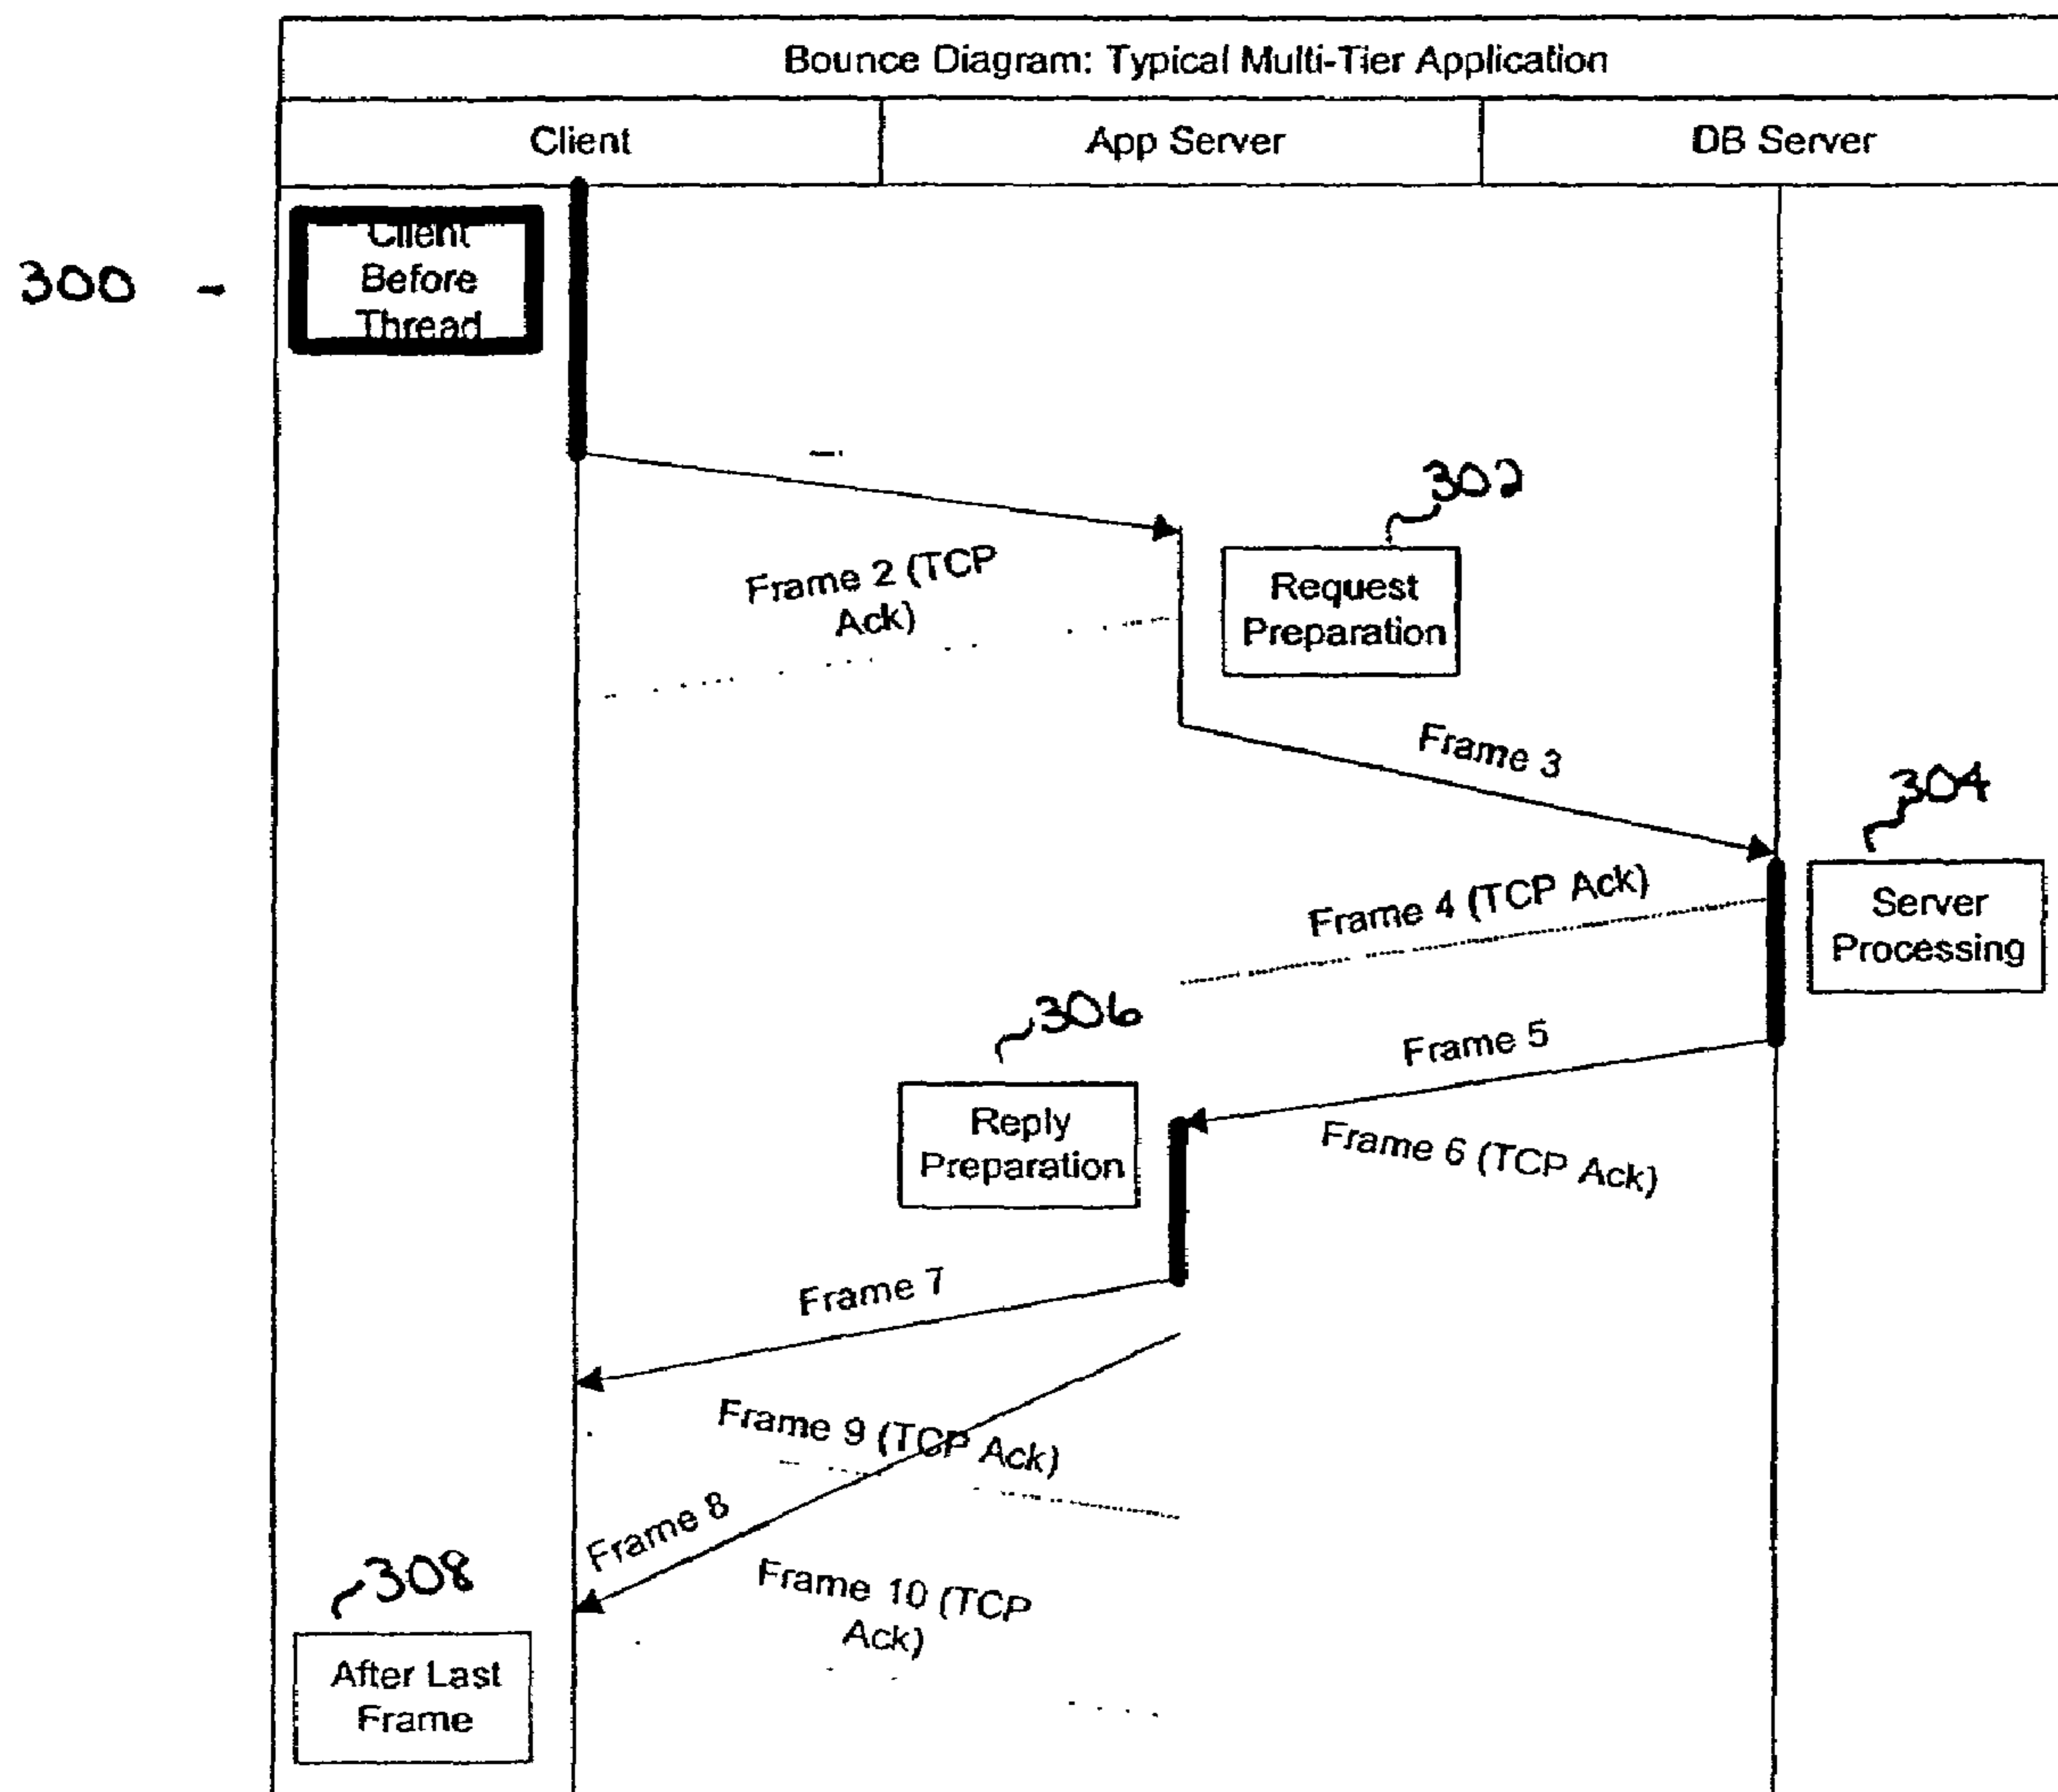 Bounce Diagram: Typical Multi-Tier Application
Client
App Server
DB Server
300 -
Client
Before
Thread
302
Frame 2 (TCP
Ack)
Request
Preparation
Frame 3
304
Frame 4 (TCP Ack)
Server
Processing
306
Frame 5
Reply
Preparation
Frame 6 (TCP Ack)
Frame 7
Frame 9 (TCP Ack)
Frame 8
308
Frame 10 (TCP
Ack)
After Last
Frame